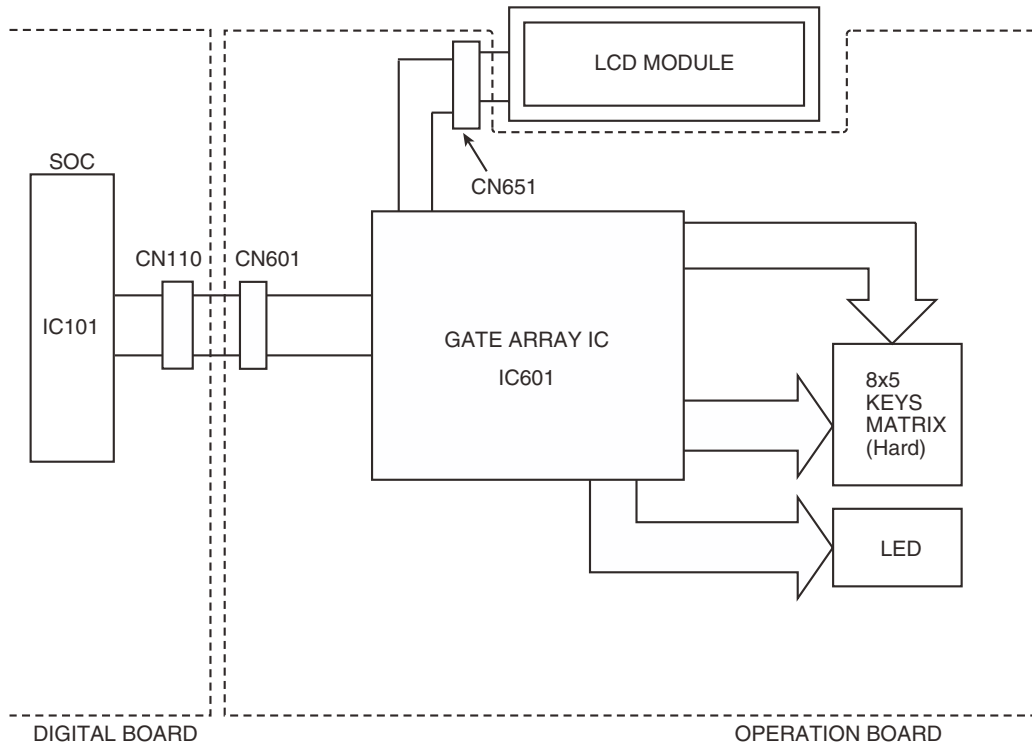 LCD MODULE
SOC
CN651
CN110
CN601
IC101
GATE ARRAY IC
IC601
8x5
KEYS
MATRIX
(Hard)
LED
DIGITAL BOARD
OPERATION BOARD